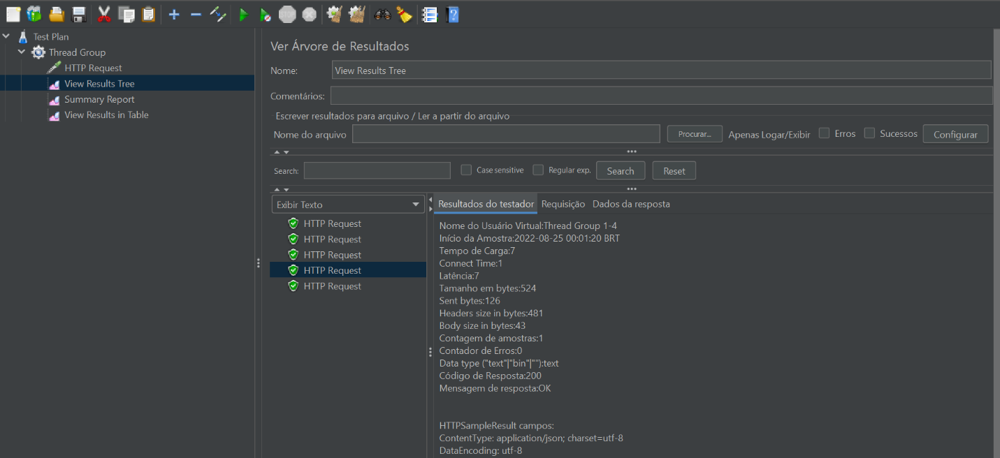 Test Plan
Thread Group
HTTP Request
View Results Tree
Summary Report
View Results in Table
Ver Árvore de Resultados
Nome: View Results Tree
Comentários:
Escrever resultados para arquivo / Ler a partir do arquivo
Nome do arquivo Procurar... Apenas Logar/Exibir Erros Sucessos Configurar
Search: Case sensitive Regular exp. Search Reset
Exibir Texto
HTTP Request
HTTP Request
HTTP Request
HTTP Request
HTTP Request
Resultados do testador Requisição Dados da resposta
Nome do Usuário Virtual:Thread Group 1-4
Início da Amostra:2022-08-25 00:01:20 BRT
Tempo de Carga:7
Connect Time:1
Latência:7
Tamanho em bytes:524
Sent bytes:126
Headers size in bytes:481
Body size in bytes:43
Contagem de amostras:1
Contador de Erros:0
Data type ("text"|"bin"|""):text
Código de Resposta:200
Mensagem de resposta:OK
HTTPSampleResult campos:
ContentType: application/json; charset=utf-8
DataEncoding: utf-8